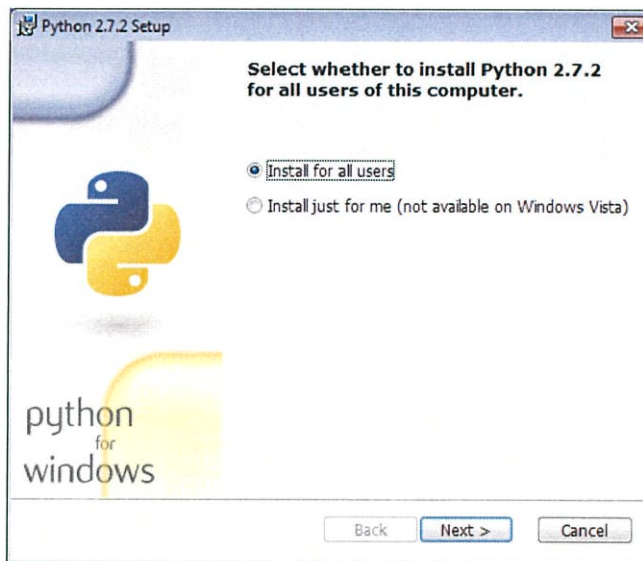 Python 2.7.2 Setup
Select whether to install Python 2.7.2
for all users of this computer.
Install for all users
Install just for me (not available on Windows Vista)
python
for
windows
Back
Next >
Cancel